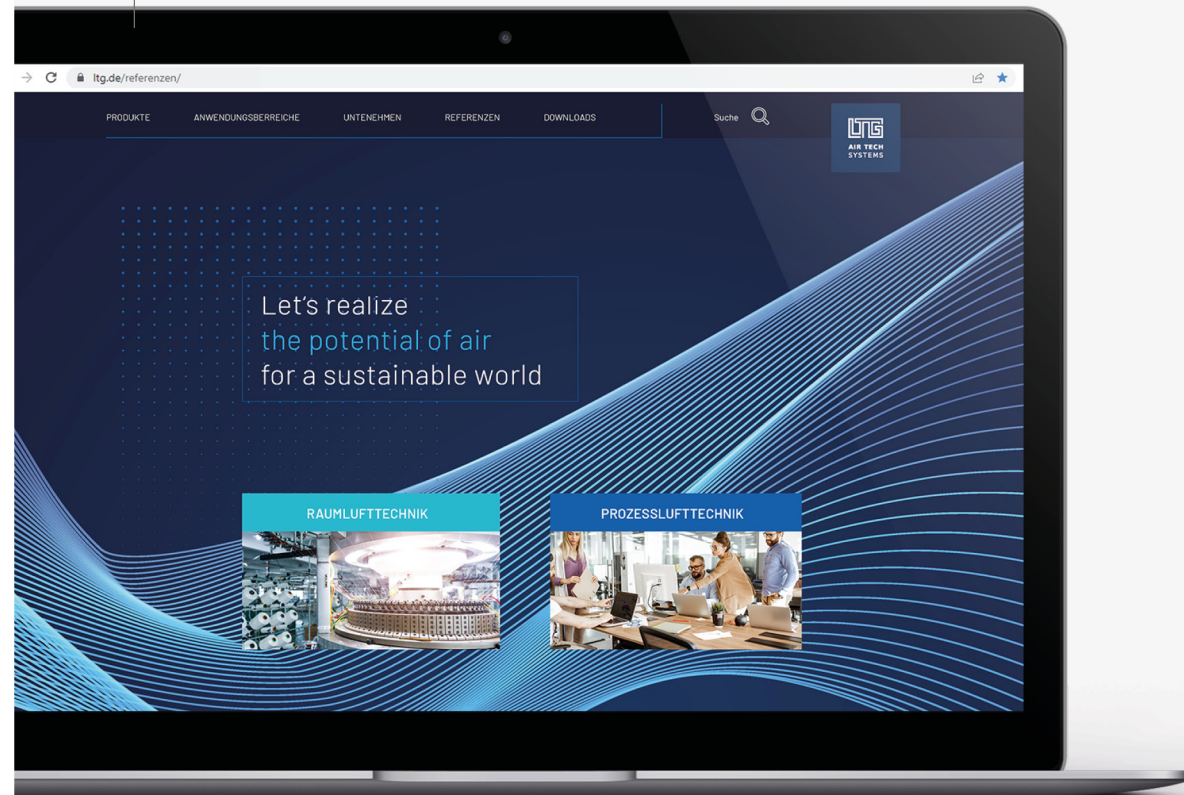 ltg.de/referenzen/
PRODUKTE ANWENDUNGSBERREICHE UNTENEHMEN REFERENZEN DOWNLOADS Suche
LTG
AIR TECH
SYSTEMS
Let's realize
the potential of air
for a sustainable world
RAUMLUFTTECHNIK PROZESSLUFTTECHNIK